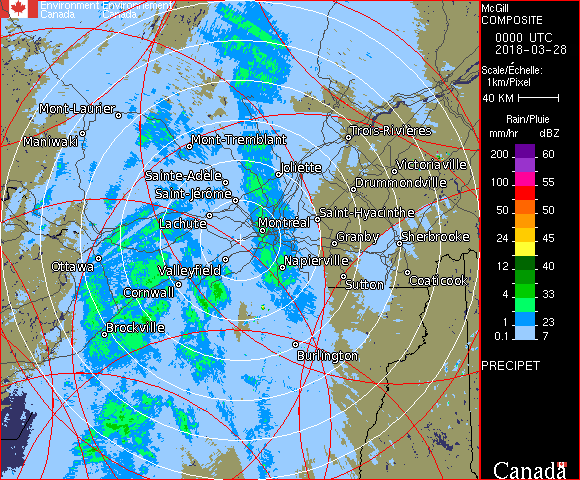 Environment Environnement
Canada Canada
Mont-Laurier
Maniwaki
Mont-Tremblant
Trois-Rivières
Joliette
Victoriaville
Sainte-Adèle
Drummondville
Saint-Jérôme
Saint-Hyacinthe
Lachute
Montréal
Granby
Sherbrooke
Ottawa
Valleyfield
Napierville
Sutton
Coaticook
Cornwall
Brockville
Burlington
McGill
COMPOSITE
0000 UTC
2018-03-28
Scale/Échelle:
1km/Pixel
40 KM
Rain/Pluie
mm/hr dBZ
200 60
100 55
50 50
24 45
12 40
4 33
1 23
0.1 7
PRECIPET
Canada